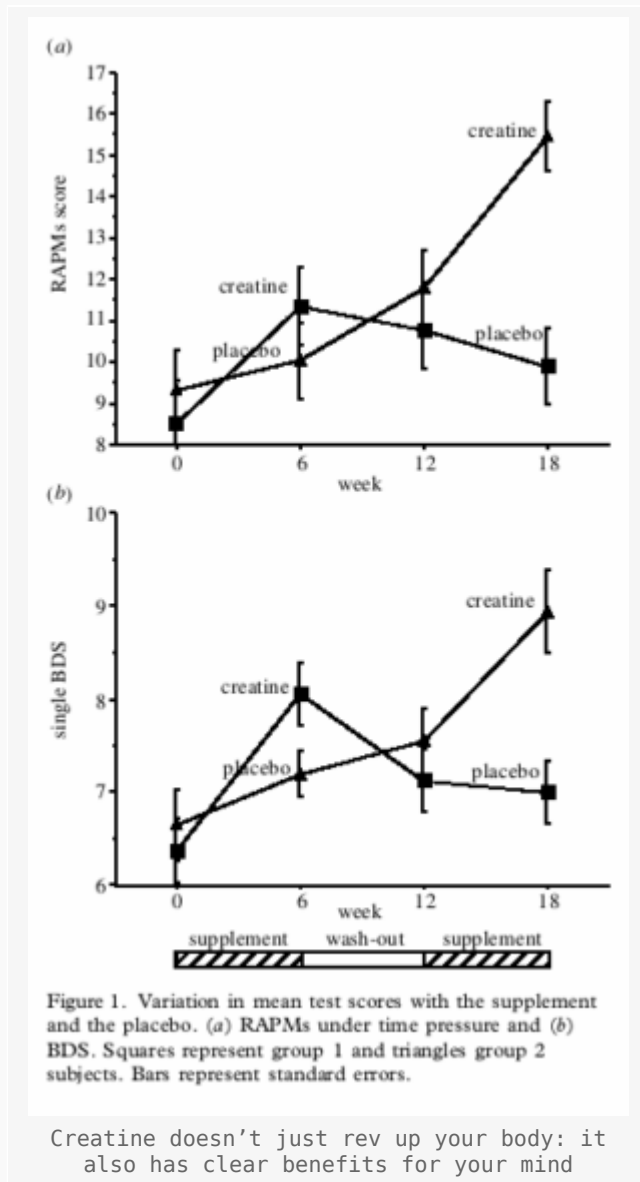 (a)
17
16
15
14
13
12
11
10
9
8
RAPMs score
creatine
creatine
placebo
placebo
0 6 12 18
week
(b)
10
9
8
7
6
single BDS
creatine
creatine
placebo
placebo
0 6 12 18
week
supplement wash-out supplement
Figure 1. Variation in mean test scores with the supplement
and the placebo. (a) RAPMs under time pressure and (b)
BDS. Squares represent group 1 and triangles group 2
subjects. Bars represent standard errors.
Creatine doesn’t just rev up your body: it
also has clear benefits for your mind